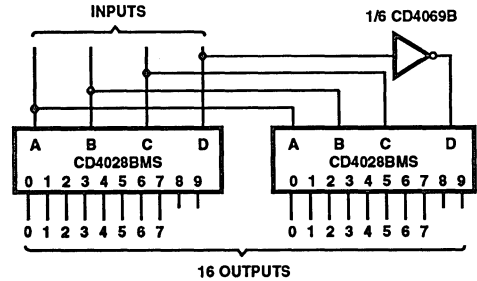 INPUTS
1/6 CD4069B
A B C D
CD4028BMS
0 1 2 3 4 5 6 7 8 9
0 1 2 3 4 5 6 7
A B C D
CD4028BMS
0 1 2 3 4 5 6 7 8 9
0 1 2 3 4 5 6 7
16 OUTPUTS